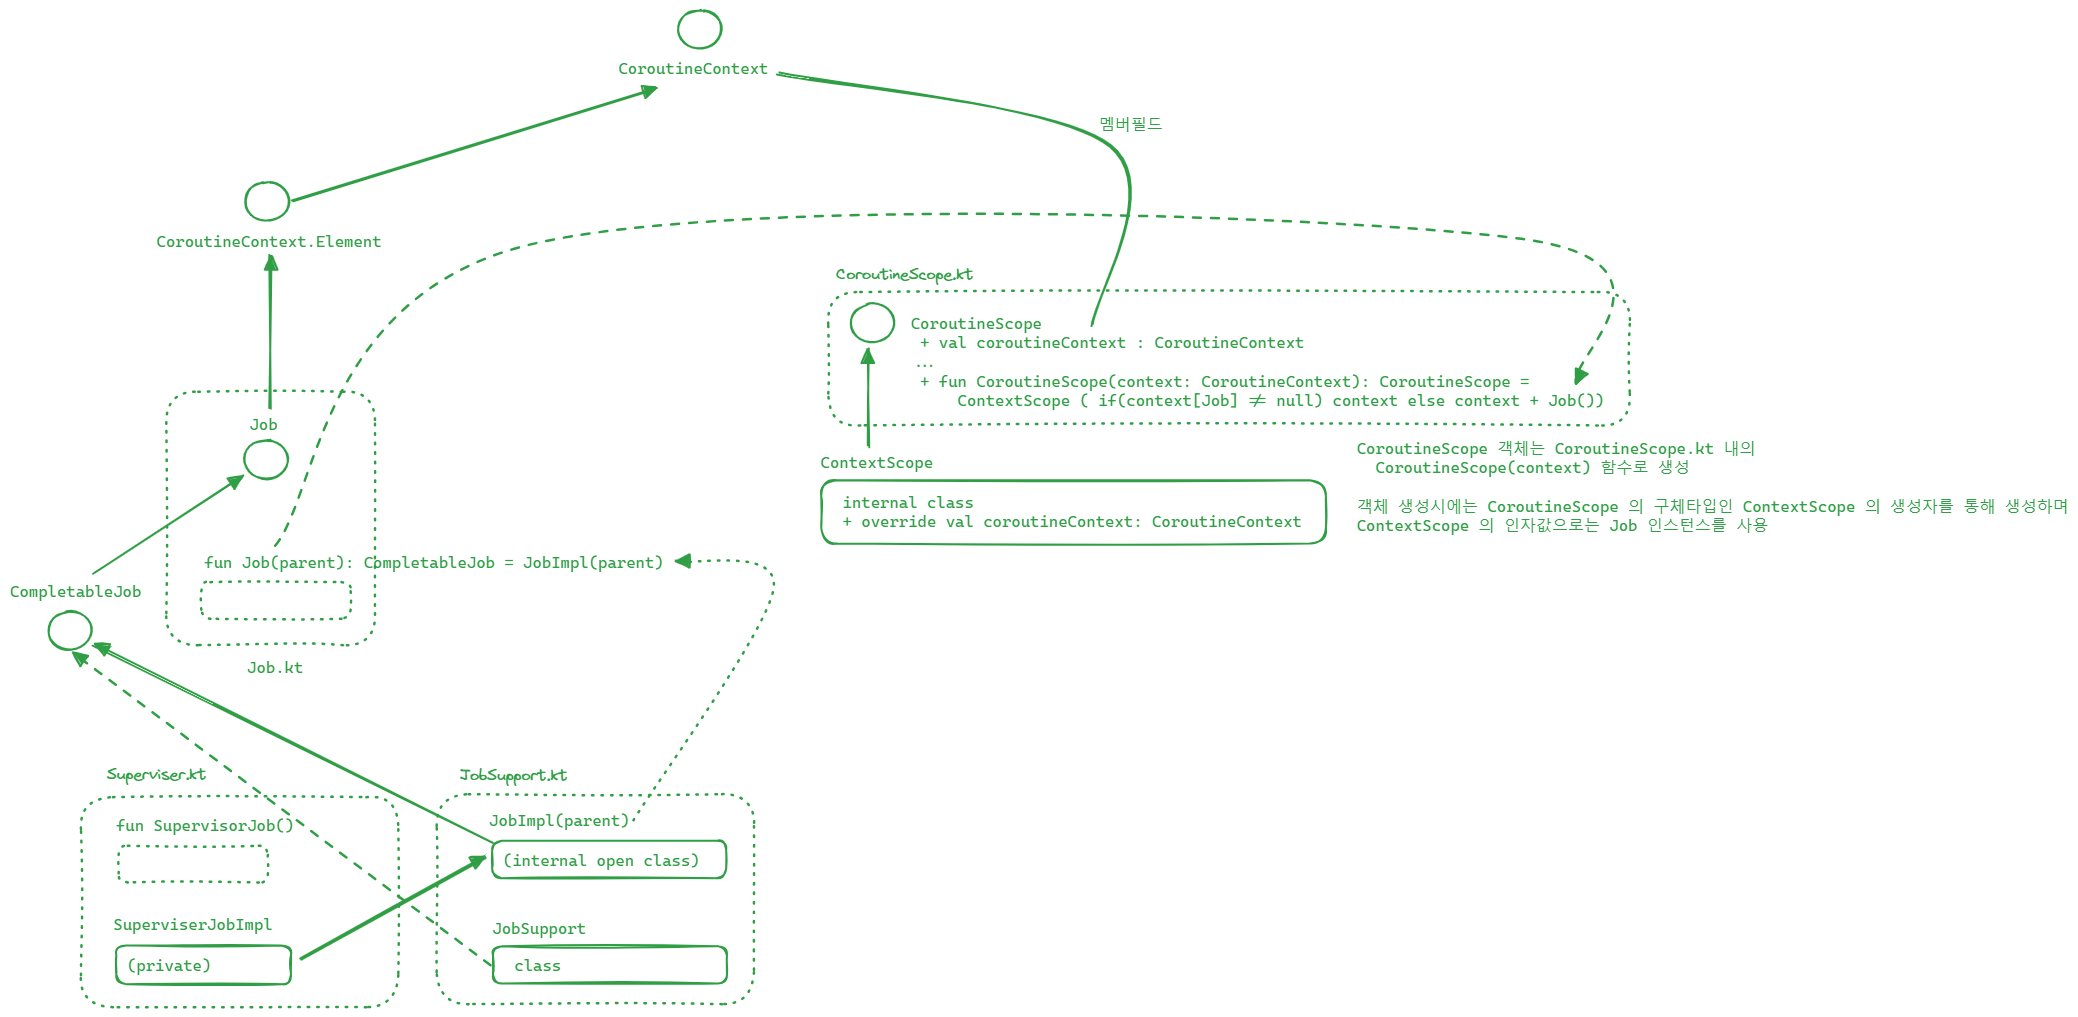 CoroutineContext
멤버필드
CoroutineContext.Element
CoroutineScope.kt
CoroutineScope
+ val coroutineContext : CoroutineContext
...
+ fun CoroutineScope(context: CoroutineContext): CoroutineScope =
ContextScope ( if(context[Job] ≠ null) context else context + Job())
Job
ContextScope
internal class
+ override val coroutineContext: CoroutineContext
CoroutineScope 객체는 CoroutineScope.kt 내의
CoroutineScope(context) 함수로 생성
객체 생성시에는 CoroutineScope 의 구체타입인 ContextScope 의 생성자를 통해 생성하며
ContextScope 의 인자값으로는 Job 인스턴스를 사용
fun Job(parent): CompletableJob = JobImpl(parent)
CompletableJob
Job.kt
Superviser.kt
fun SupervisorJob()
SuperviserJobImpl
(private)
JobSupport.kt
JobImpl(parent)
(internal open class)
JobSupport
class